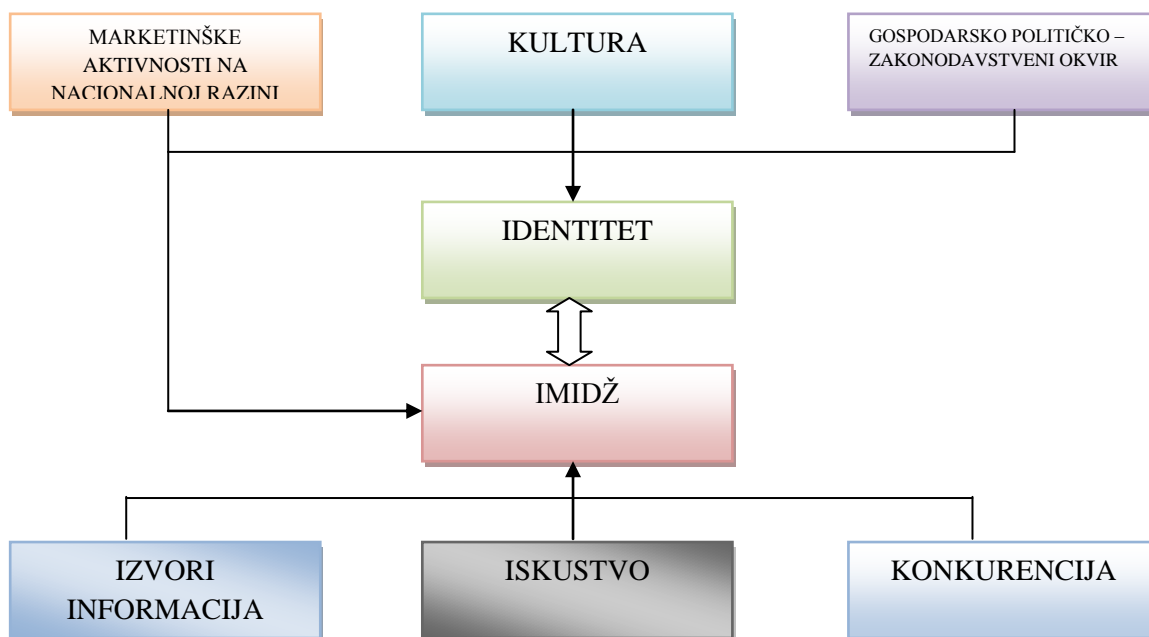 MARKETINŠKE
AKTIVNOSTI NA
NACIONALNOJ RAZINI
KULTURA
GOSPODARSKO POLITIČKO –
ZAKONODAVSTVENI OKVIR
IDENTITET
IMIDŽ
IZVORI
INFORMACIJA
ISKUSTVO
KONKURENCIJA